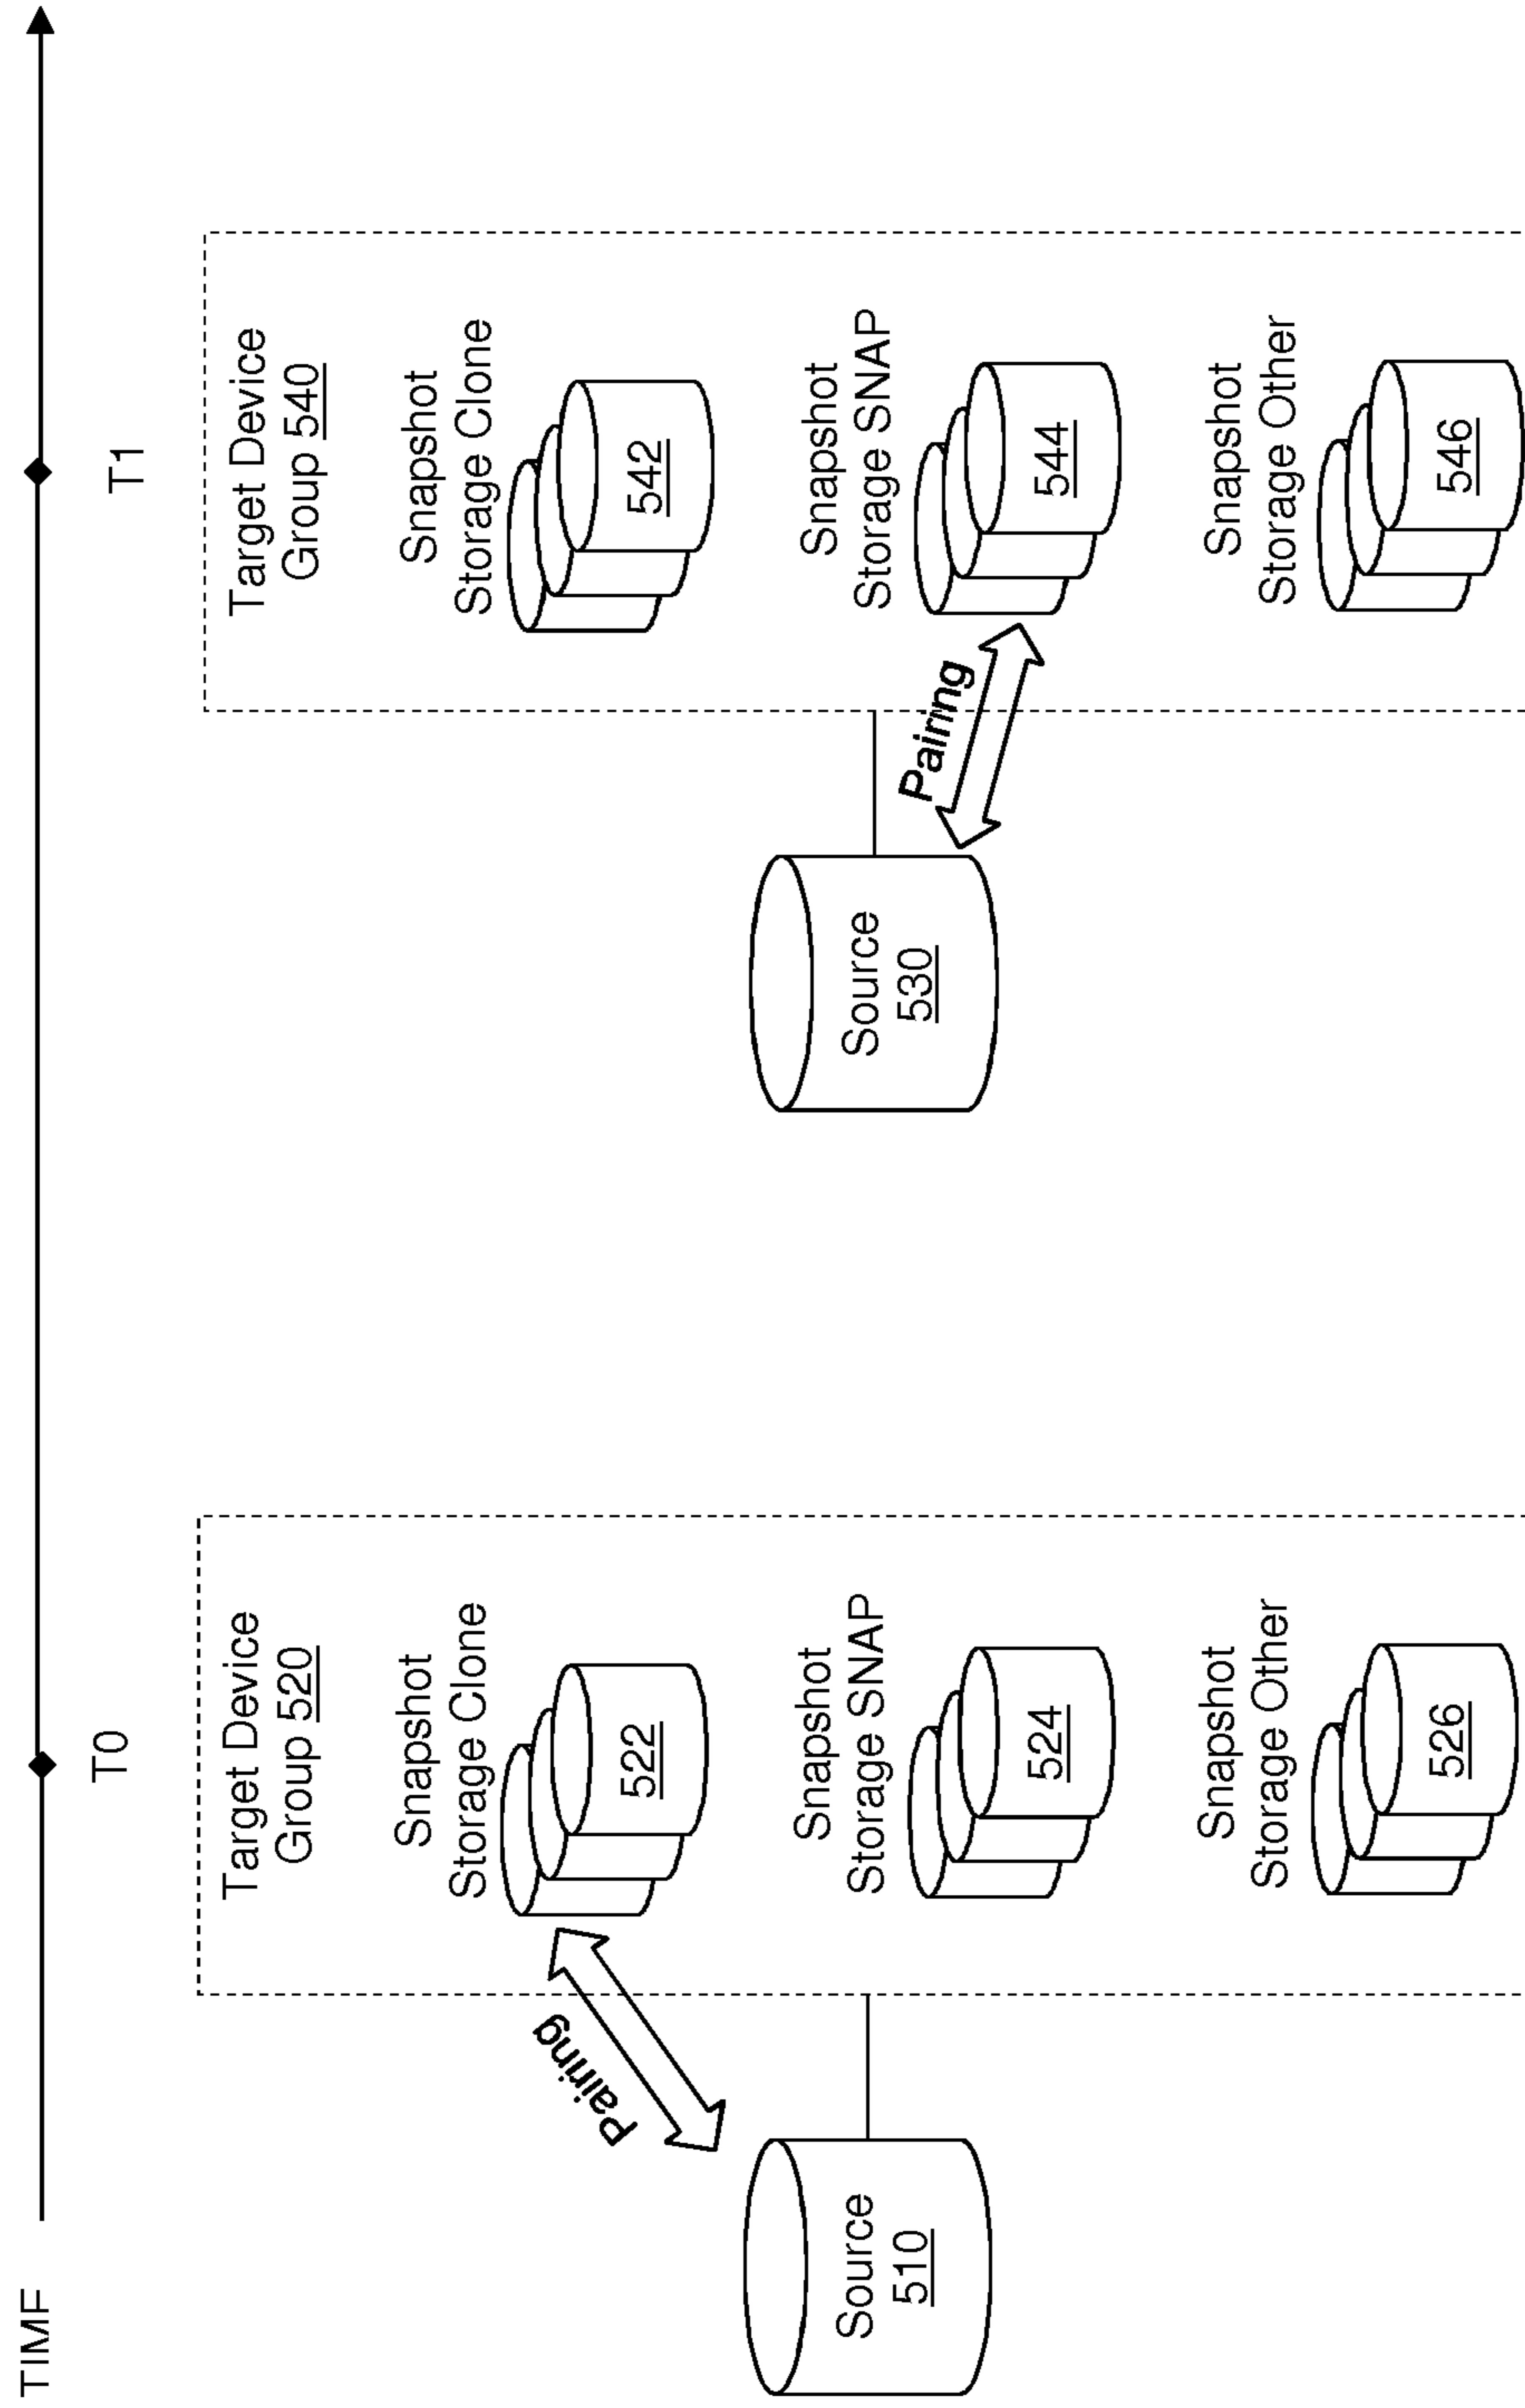 TIME
T0
T1
Target Device
Group 520
Snapshot
Storage Clone
522
Pairing
Snapshot
Storage SNAP
524
Source
510
Snapshot
Storage Other
526
Target Device
Group 540
Snapshot
Storage Clone
542
Snapshot
Storage SNAP
544
Pairing
Source
530
Snapshot
Storage Other
546